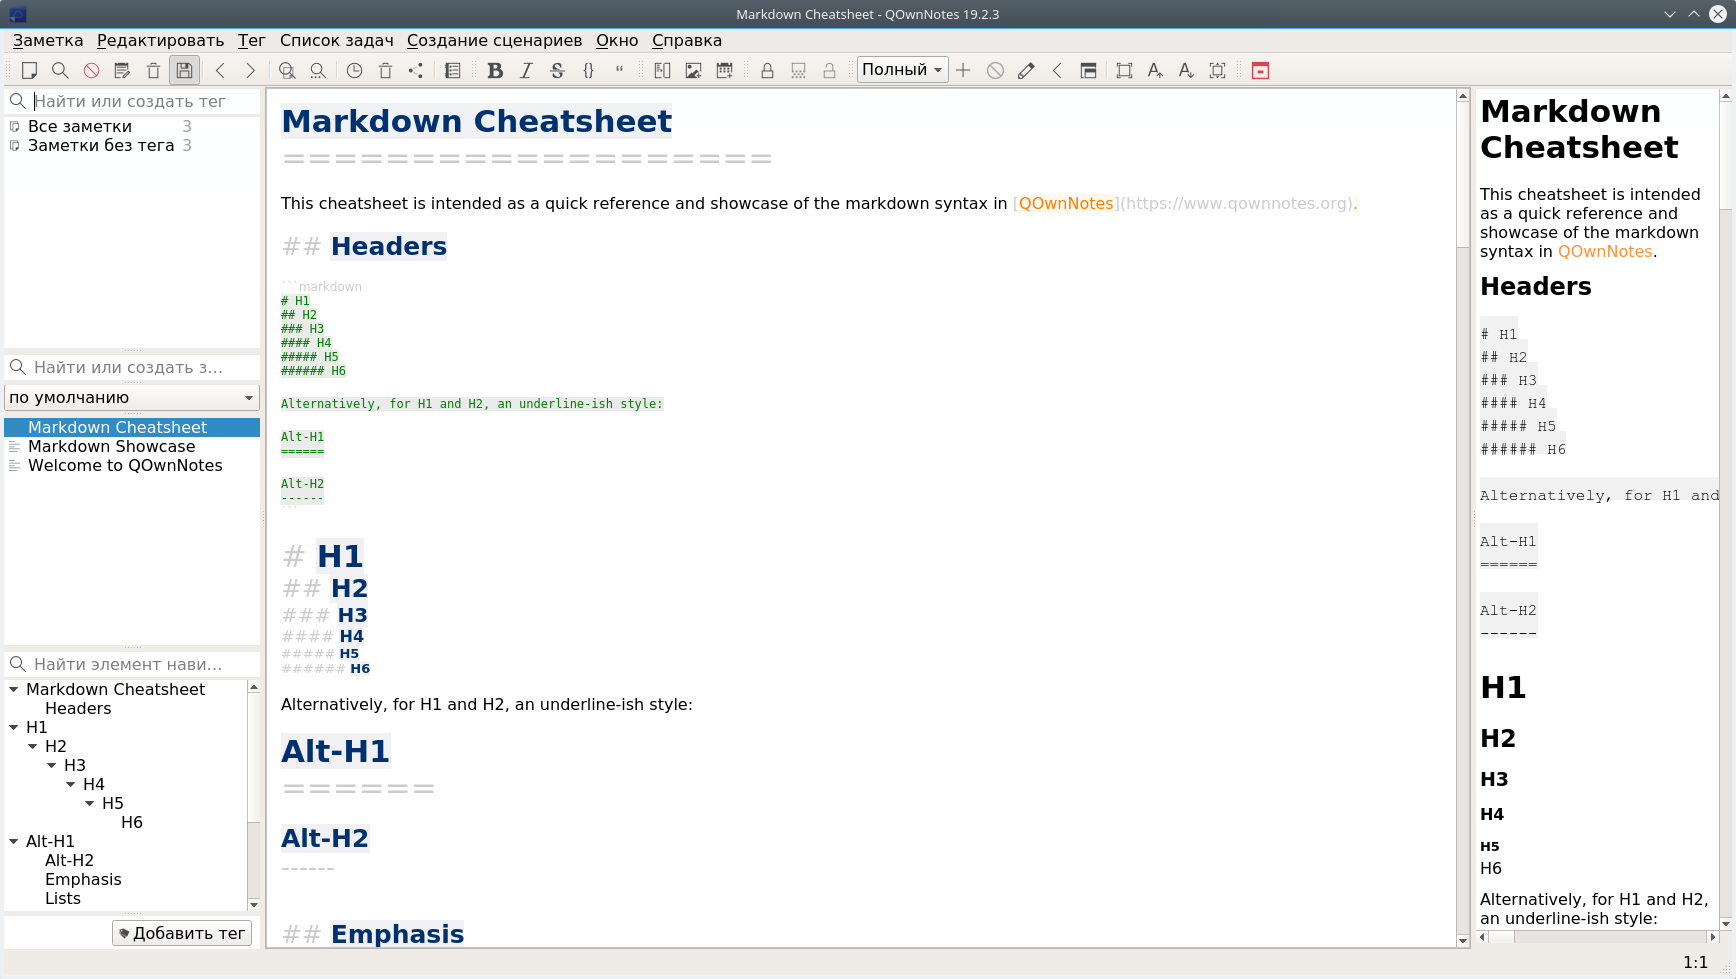 Markdown Cheatsheet - QOwnNotes 19.2.3
Заметка Редактировать Тег Список задач Создание сценариев Окно Справка
Полный
Найти или создать тег
Все заметки 3
Заметки без тега 3
Найти или создать з…
по умолчанию
Markdown Cheatsheet
Markdown Showcase
Welcome to QOwnNotes
Найти элемент нави…
Markdown Cheatsheet
Headers
H1
H2
H3
H4
H5
H6
Alt-H1
Alt-H2
Emphasis
Lists
Добавить тег
Markdown Cheatsheet
===================
This cheatsheet is intended as a quick reference and showcase of the markdown syntax in [QOwnNotes](https://www.qownnotes.org).
## Headers
```markdown
# H1
## H2
### H3
#### H4
##### H5
###### H6
Alternatively, for H1 and H2, an underline-ish style:
Alt-H1
======
Alt-H2
------
```
# H1
## H2
### H3
#### H4
##### H5
###### H6
Alternatively, for H1 and H2, an underline-ish style:
Alt-H1
======
Alt-H2
------
## Emphasis
Markdown
Cheatsheet
This cheatsheet is intended
as a quick reference and
showcase of the markdown
syntax in QOwnNotes.
Headers
# H1
## H2
### H3
#### H4
##### H5
###### H6
Alternatively, for H1 and
Alt-H1
======
Alt-H2
------
H1
H2
H3
H4
H5
H6
Alternatively, for H1 and H2,
an underline-ish style:
1:1